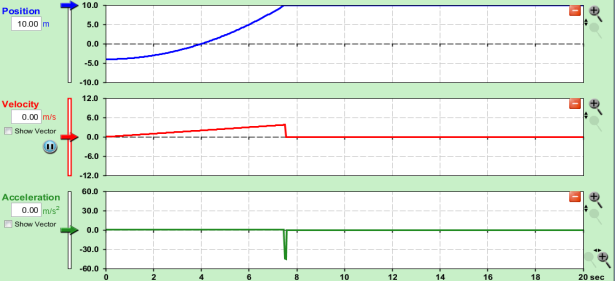 Position
10.00 m
10.0
5.0
0.0
-5.0
-10.0
Velocity
0.00 m/s
Show Vector
12.0
6.0
0.0
-6.0
-12.0
Acceleration
0.00 m/s²
Show Vector
60.0
30.0
0.0
-30.0
-60.0
0 2 4 6 8 10 12 14 16 18 20 sec